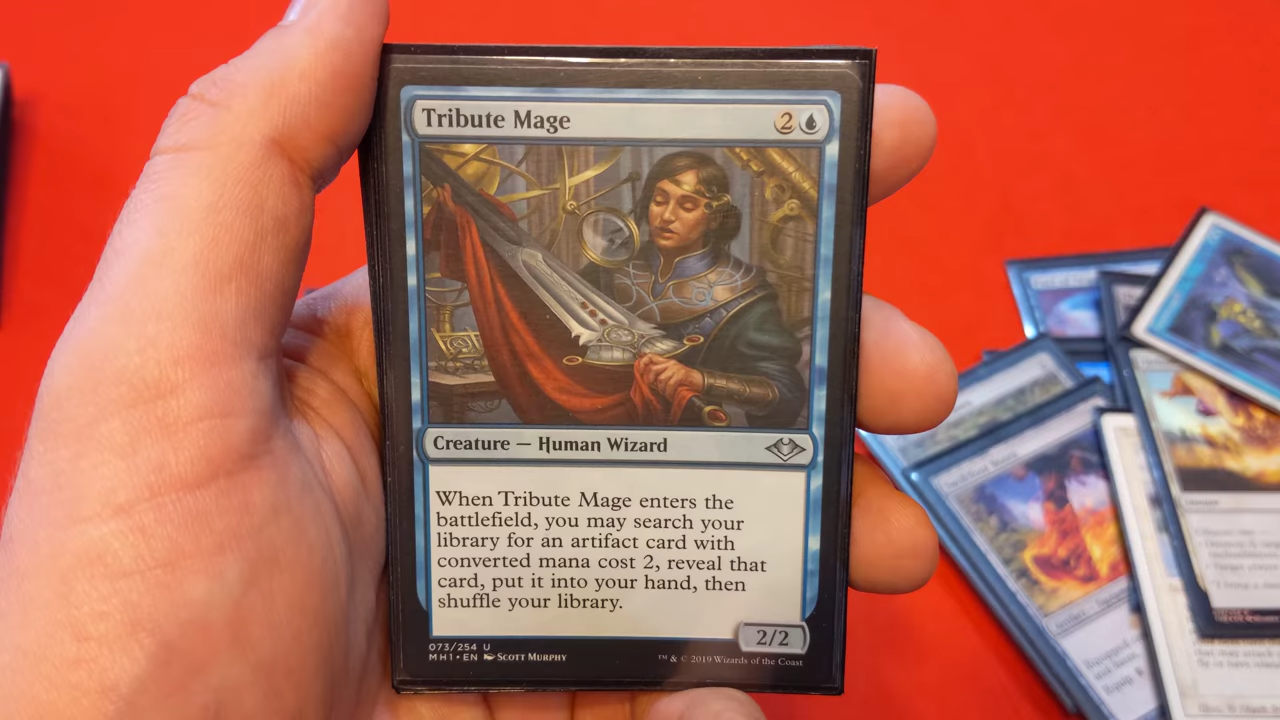 Tribute Mage 2
Creature — Human Wizard
When Tribute Mage enters the
battlefield, you may search your
library for an artifact card with
converted mana cost 2, reveal that
card, put it into your hand, then
shuffle your library.
2/2
073/254 U
MH1 • EN Scott Murphy
™ & © 2019 Wizards of the Coast